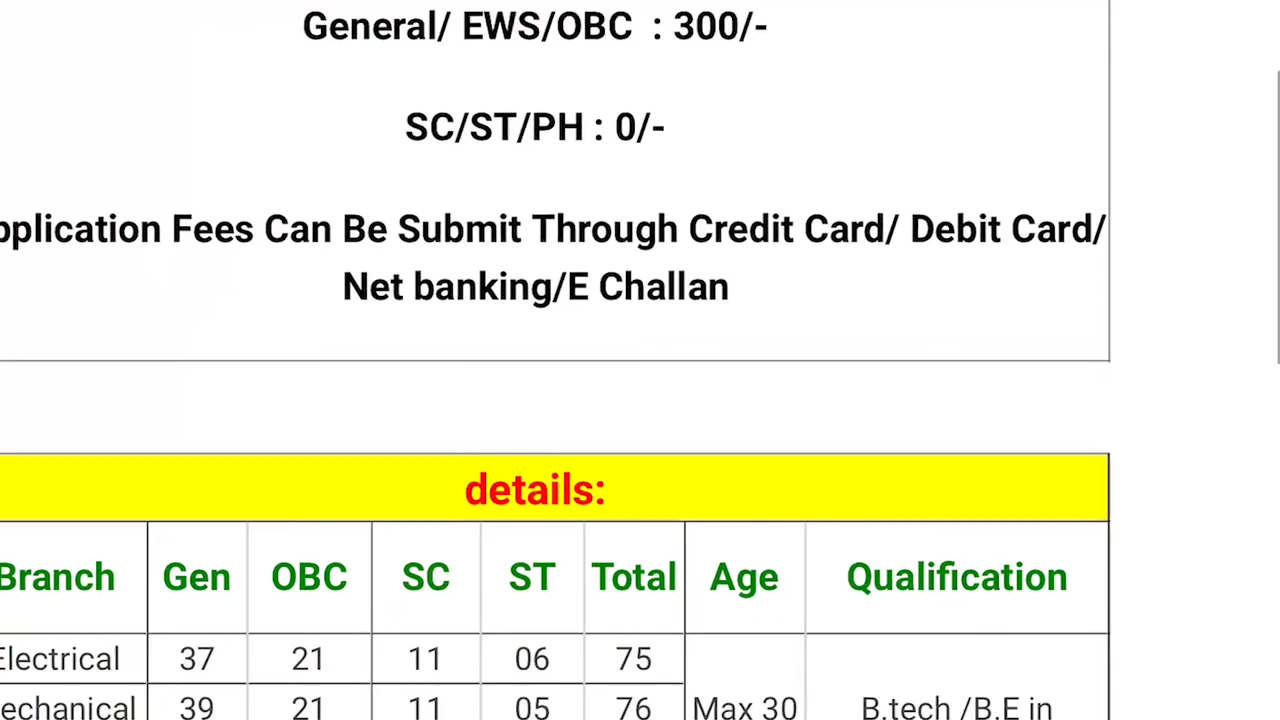 General/ EWS/OBC : 300/-
SC/ST/PH : 0/-
pplication Fees Can Be Submit Through Credit Card/ Debit Card/
Net banking/E Challan
details:
Branch Gen OBC SC ST Total Age Qualification
Electrical 37 21 11 06 75
echanical 39 21 11 05 76 Max 30 B.tech /B.E in